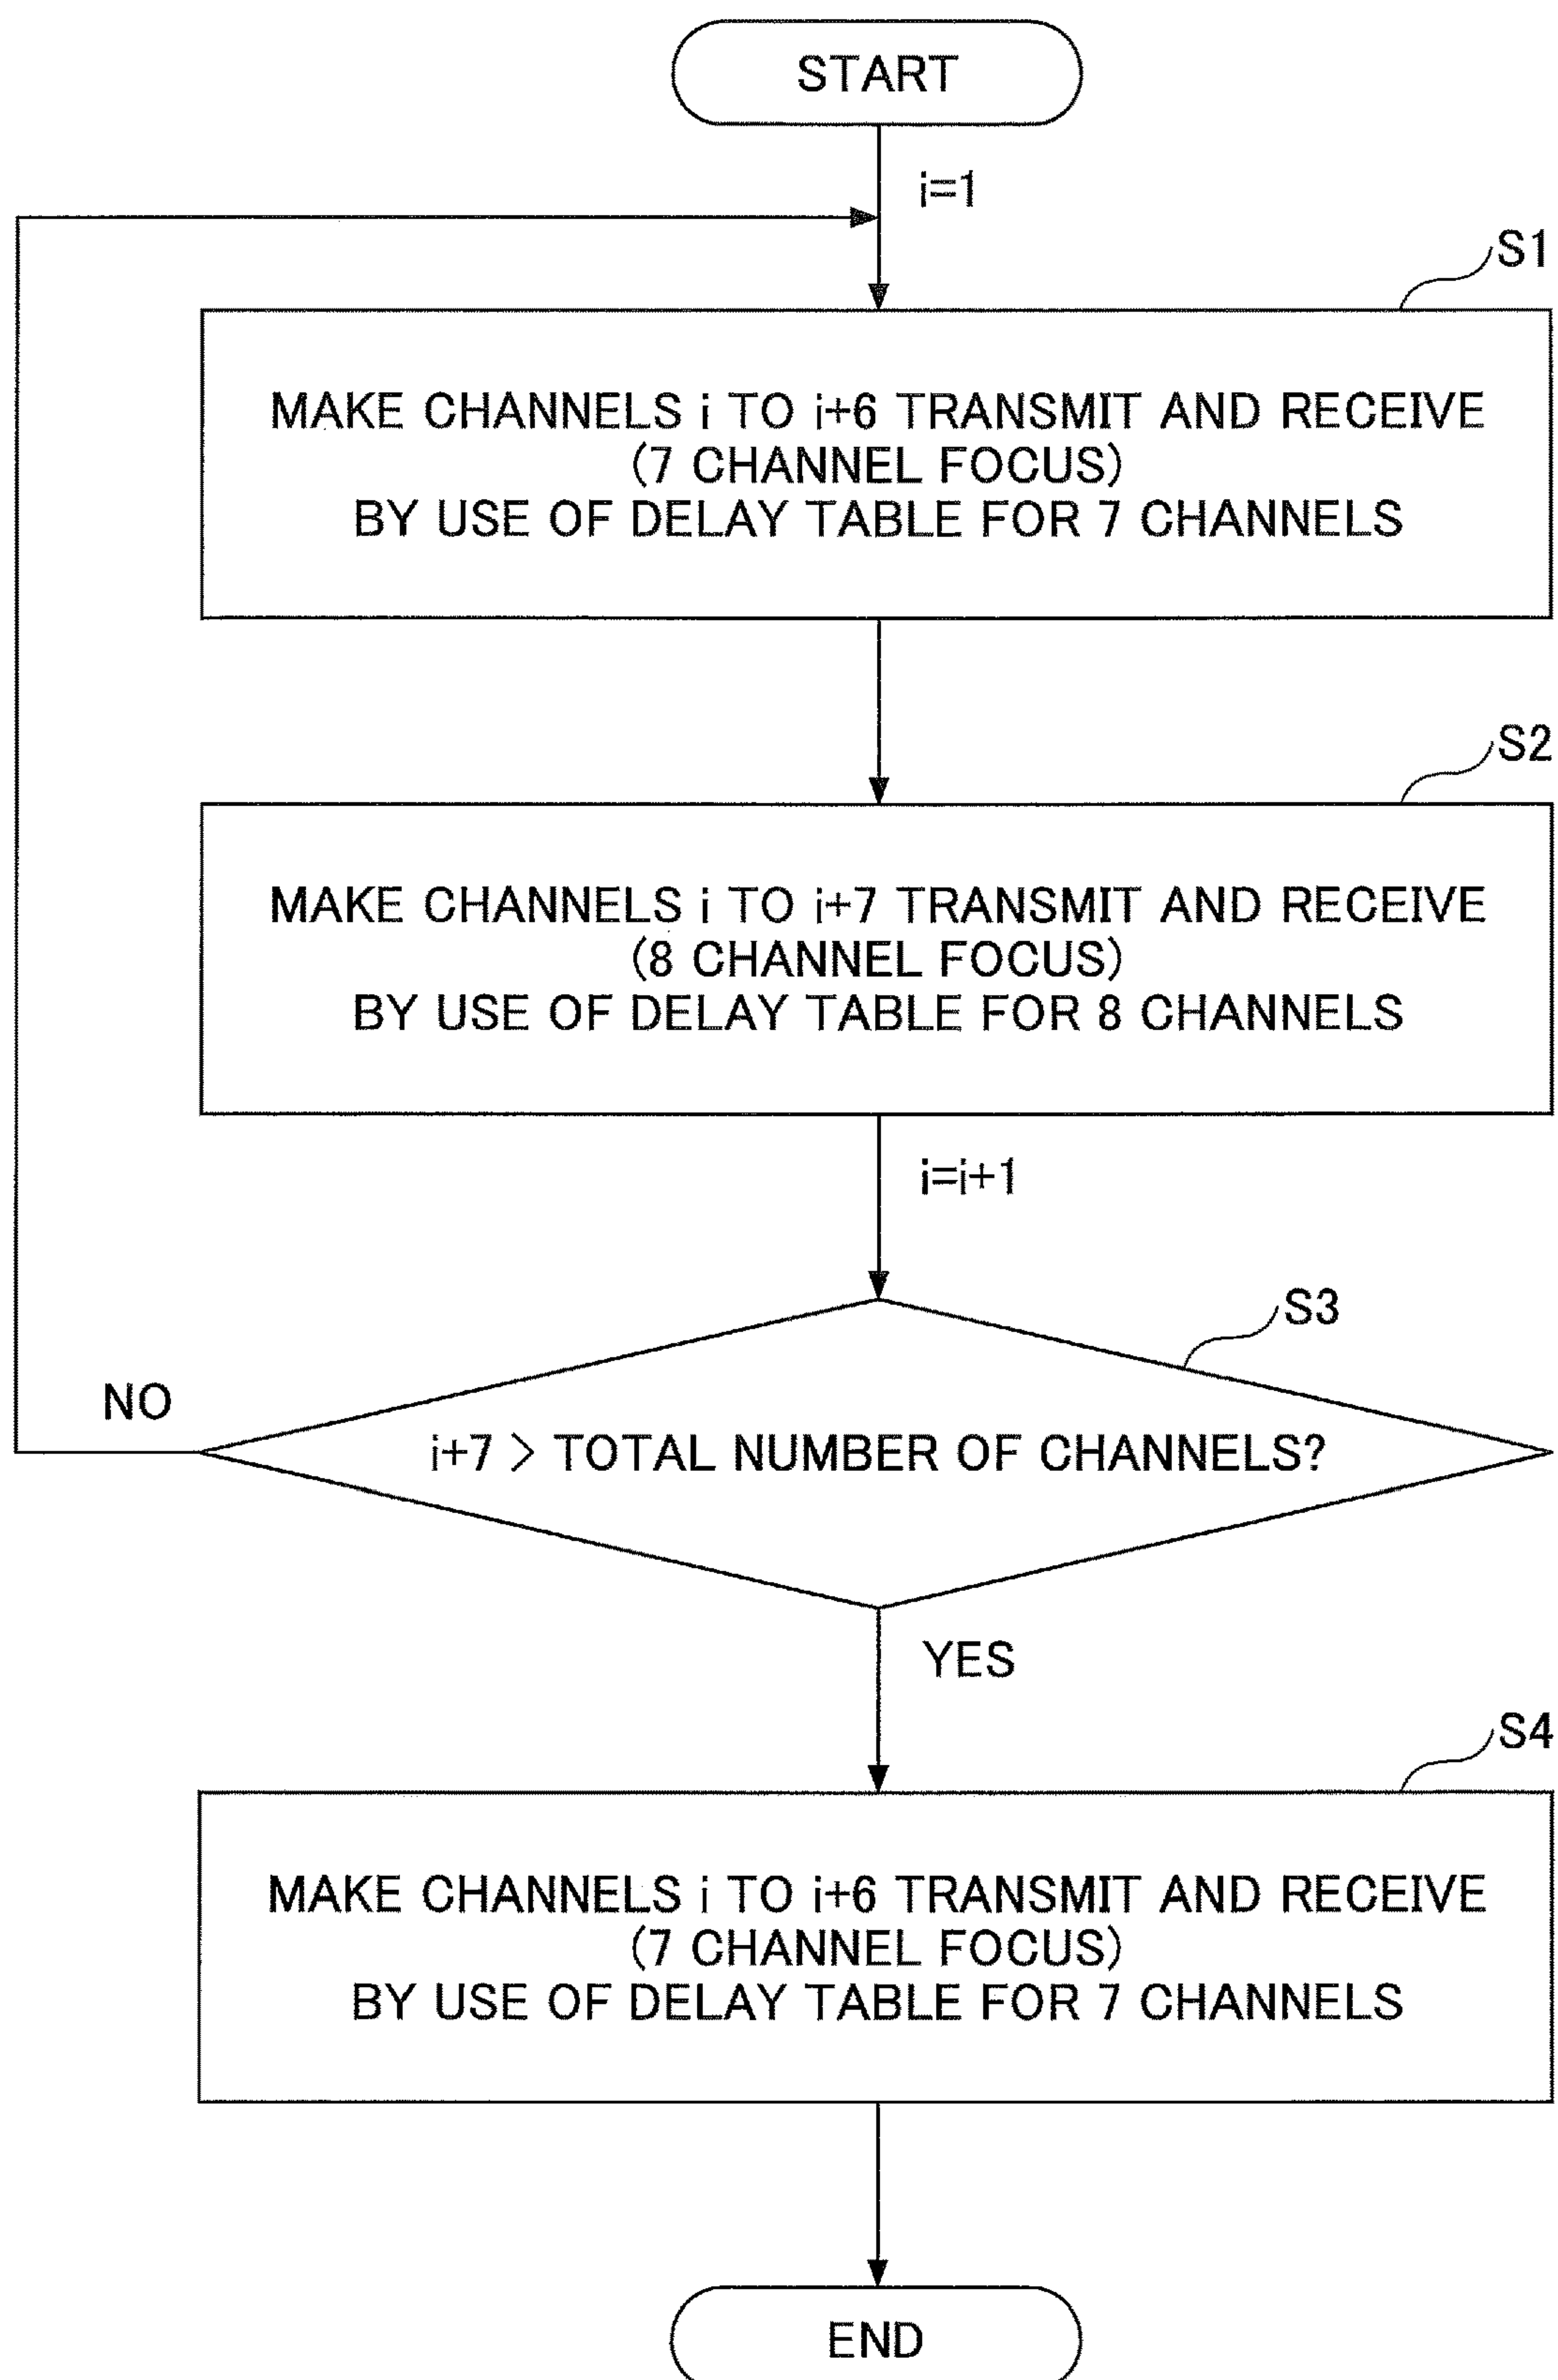 START
i=1
S1
MAKE CHANNELS i TO i+6 TRANSMIT AND RECEIVE
(7 CHANNEL FOCUS)
BY USE OF DELAY TABLE FOR 7 CHANNELS
S2
MAKE CHANNELS i TO i+7 TRANSMIT AND RECEIVE
(8 CHANNEL FOCUS)
BY USE OF DELAY TABLE FOR 8 CHANNELS
i=i+1
S3
NO
i+7 > TOTAL NUMBER OF CHANNELS?
YES
S4
MAKE CHANNELS i TO i+6 TRANSMIT AND RECEIVE
(7 CHANNEL FOCUS)
BY USE OF DELAY TABLE FOR 7 CHANNELS
END